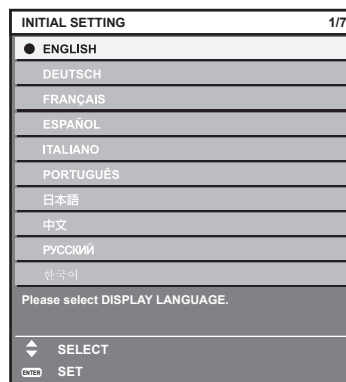 INITIAL SETTING 1/7
ENGLISH
DEUTSCH
FRANÇAIS
ESPAÑOL
ITALIANO
PORTUGUÊS
日本語
中文
РУССКИЙ
한국어
Please select DISPLAY LANGUAGE.
SELECT
ENTER SET